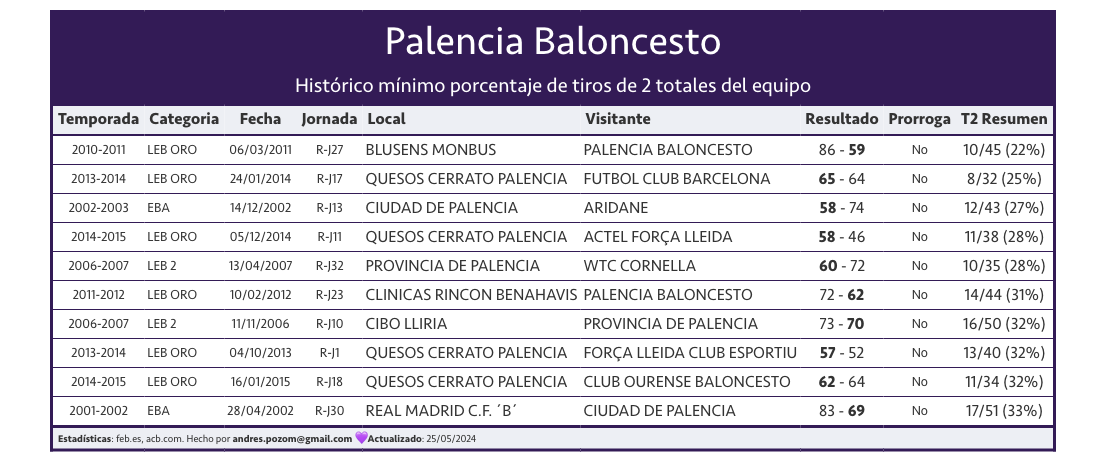 Palencia Baloncesto
Histórico mínimo porcentaje de tiros de 2 totales del equipo
Temporada Categoria Fecha Jornada Local Visitante Resultado Prorroga T2 Resumen
2010-2011 LEB ORO 06/03/2011 R-J27 BLUSENS MONBUS PALENCIA BALONCESTO 86 - 59 No 10/45 (22%)
2013-2014 LEB ORO 24/01/2014 R-J17 QUESOS CERRATO PALENCIA FUTBOL CLUB BARCELONA 65 - 64 No 8/32 (25%)
2002-2003 EBA 14/12/2002 R-J13 CIUDAD DE PALENCIA ARIDANE 58 - 74 No 12/43 (27%)
2014-2015 LEB ORO 05/12/2014 R-J11 QUESOS CERRATO PALENCIA ACTEL FORÇA LLEIDA 58 - 46 No 11/38 (28%)
2006-2007 LEB 2 13/04/2007 R-J32 PROVINCIA DE PALENCIA WTC CORNELLA 60 - 72 No 10/35 (28%)
2011-2012 LEB ORO 10/02/2012 R-J23 CLINICAS RINCON BENAHAVIS PALENCIA BALONCESTO 72 - 62 No 14/44 (31%)
2006-2007 LEB 2 11/11/2006 R-J10 CIBO LLIRIA PROVINCIA DE PALENCIA 73 - 70 No 16/50 (32%)
2013-2014 LEB ORO 04/10/2013 R-J1 QUESOS CERRATO PALENCIA FORÇA LLEIDA CLUB ESPORTIU 57 - 52 No 13/40 (32%)
2014-2015 LEB ORO 16/01/2015 R-J18 QUESOS CERRATO PALENCIA CLUB OURENSE BALONCESTO 62 - 64 No 11/34 (32%)
2001-2002 EBA 28/04/2002 R-J30 REAL MADRID C.F. ´B´ CIUDAD DE PALENCIA 83 - 69 No 17/51 (33%)
Estadísticas: feb.es, acb.com. Hecho por andres.pozom@gmail.com 💜Actualizado: 25/05/2024